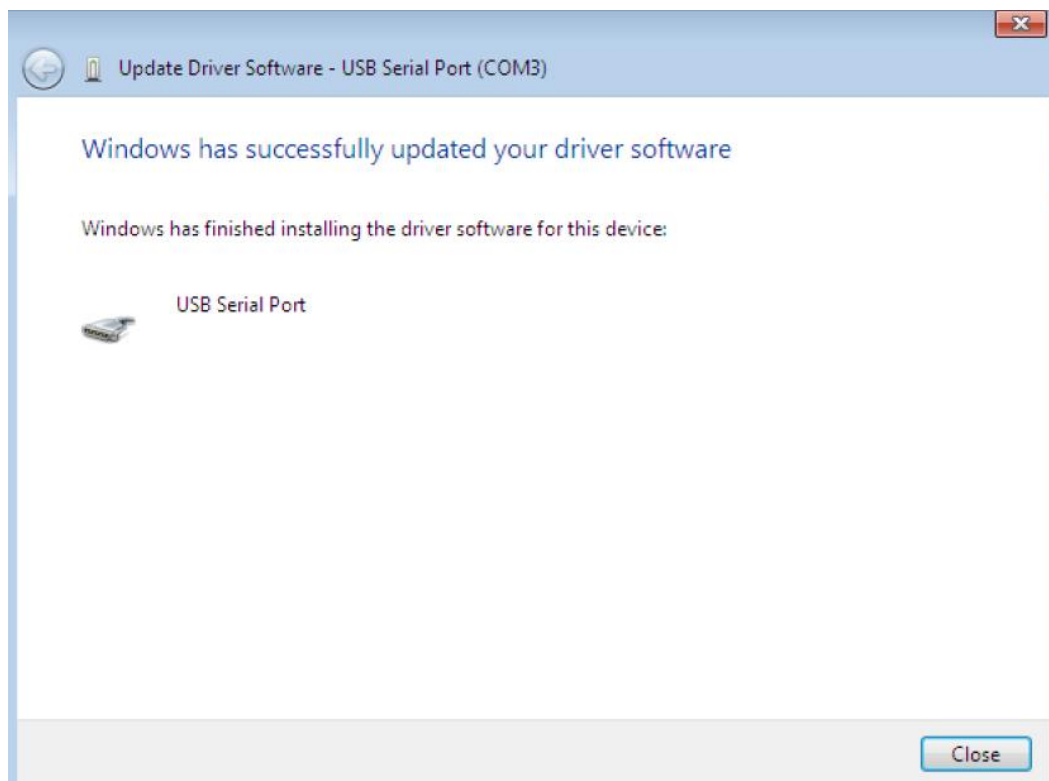 Update Driver Software - USB Serial Port (COM3)
Windows has successfully updated your driver software
Windows has finished installing the driver software for this device:
USB Serial Port
Close